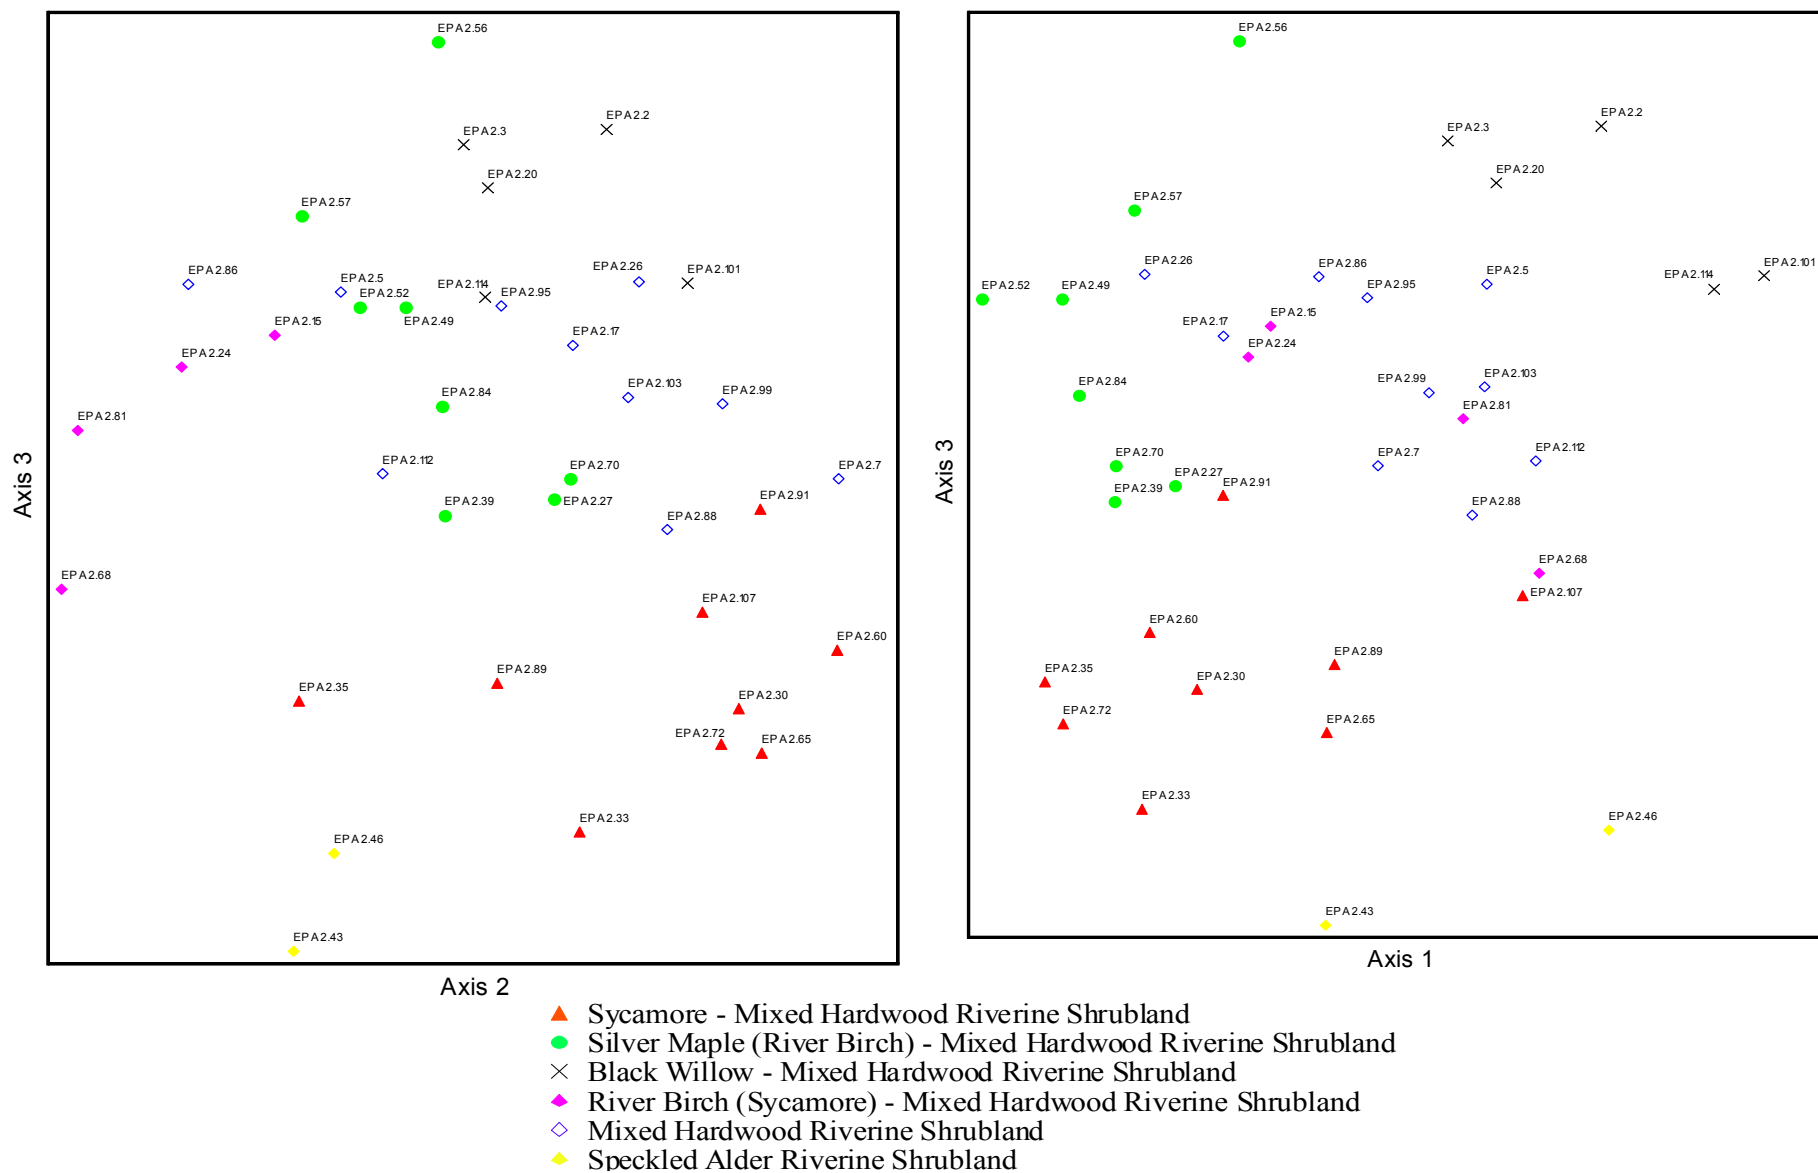 EPA2.56
EPA2.2
EPA2.3
EPA2.20
EPA2.57
EPA2.86
EPA2.5
EPA2.26
EPA2.101
EPA2.114
EPA2.95
EPA2.52
EPA2.49
EPA2.15
EPA2.17
EPA2.24
EPA2.84
EPA2.103
EPA2.99
EPA2.81
EPA2.112
EPA2.70
EPA2.7
EPA2.27
EPA2.91
EPA2.39
EPA2.88
EPA2.68
EPA2.107
EPA2.60
EPA2.89
EPA2.35
EPA2.30
EPA2.72
EPA2.65
EPA2.33
EPA2.46
EPA2.43
Axis 3
Axis 2
EPA2.56
EPA2.2
EPA2.3
EPA2.20
EPA2.57
EPA2.26
EPA2.86
EPA2.5
EPA2.101
EPA2.114
EPA2.52
EPA2.49
EPA2.95
EPA2.15
EPA2.17
EPA2.24
EPA2.84
EPA2.99
EPA2.103
EPA2.81
EPA2.70
EPA2.7
EPA2.112
EPA2.27
EPA2.91
EPA2.39
EPA2.88
EPA2.68
EPA2.107
EPA2.60
EPA2.89
EPA2.35
EPA2.30
EPA2.72
EPA2.65
EPA2.33
EPA2.46
EPA2.43
Axis 3
Axis 1
Sycamore - Mixed Hardwood Riverine Shrubland
Silver Maple (River Birch) - Mixed Hardwood Riverine Shrubland
Black Willow - Mixed Hardwood Riverine Shrubland
River Birch (Sycamore) - Mixed Hardwood Riverine Shrubland
Mixed Hardwood Riverine Shrubland
Speckled Alder Riverine Shrubland